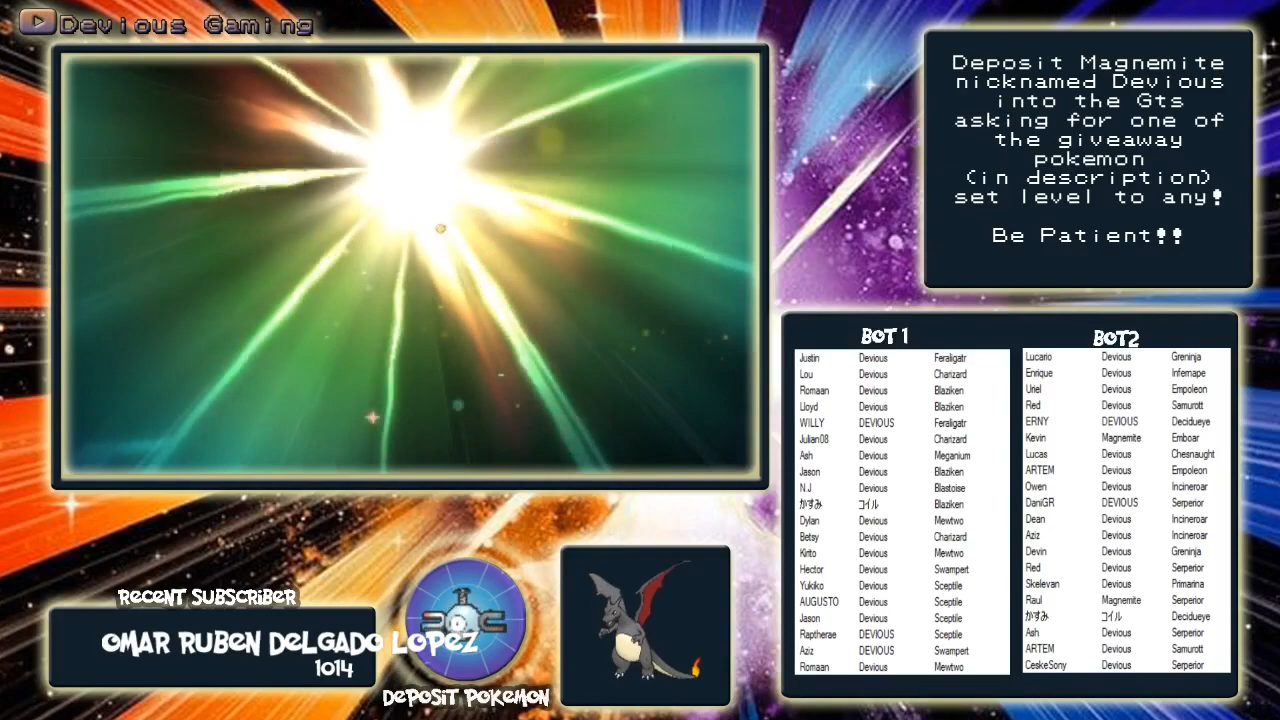 Devious Gaming
Deposit Magnemite
nicknamed Devious
into the Gts
asking for one of
the giveaway
pokemon
(in description)
set level to any!
Be Patient!!
BOT 1
Justin Devious Feraligatr
Lou Devious Charizard
Romaan Devious Blaziken
Lloyd Devious Blaziken
WILLY DEVIOUS Feraligatr
Julian08 Devious Charizard
Ash Devious Meganium
Jason Devious Blaziken
N.J Devious Blastoise
かすみ コイル Blaziken
Dylan Devious Mewtwo
Betsy Devious Charizard
Kirito Devious Mewtwo
Hector Devious Swampert
Yukiko Devious Sceptile
AUGUSTO Devious Sceptile
Jason Devious Sceptile
Raptherae DEVIOUS Sceptile
Aziz DEVIOUS Swampert
Romaan Devious Mewtwo
BOT2
Lucario Devious Greninja
Enrique Devious Infernape
Uriel Devious Empoleon
Red Devious Samurott
ERNY DEVIOUS Decidueye
Kevin Magnemite Emboar
Lucas Devious Chesnaught
ARTEM Devious Empoleon
Owen Devious Incineroar
DaniGR DEVIOUS Serperior
Dean Devious Incineroar
Aziz Devious Incineroar
Devin Devious Greninja
Red Devious Serperior
Skelevan Devious Primarina
Raul Magnemite Serperior
かすみ コイル Decidueye
Ash Devious Serperior
ARTEM Devious Samurott
CeskeSony Devious Serperior
RECENT SUBSCRIBER
OMAR RUBEN DELGADO LOPEZ
1014
DEPOSIT POKEMON